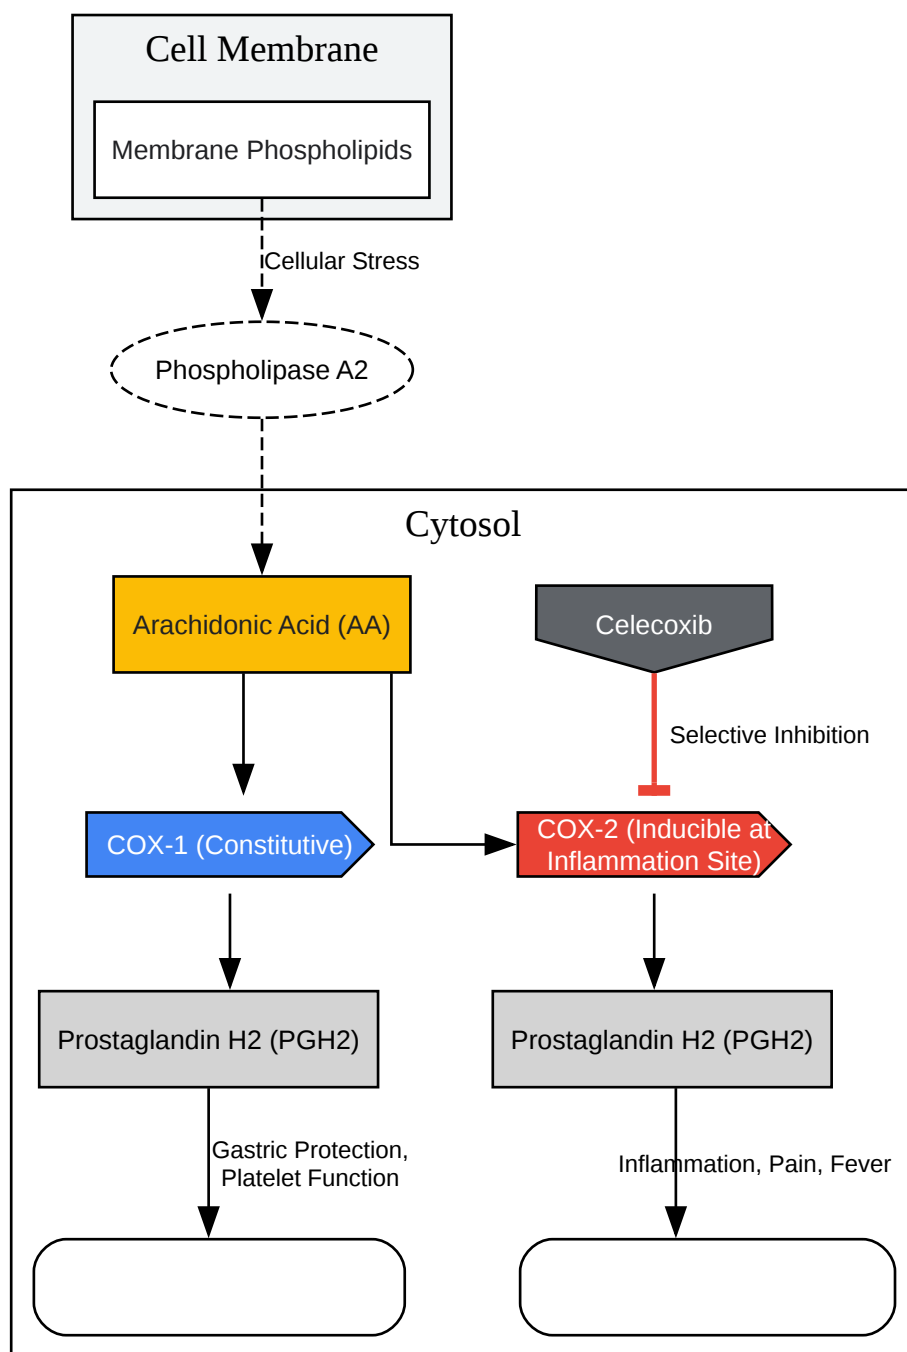 Cell Membrane
Membrane Phospholipids
Cellular Stress
Phospholipase A2
Cytosol
Arachidonic Acid (AA)
Celecoxib
Selective Inhibition
COX-1 (Constitutive)
COX-2 (Inducible at
Inflammation Site)
Prostaglandin H2 (PGH2)
Prostaglandin H2 (PGH2)
Gastric Protection,
Platelet Function
Inflammation, Pain, Fever